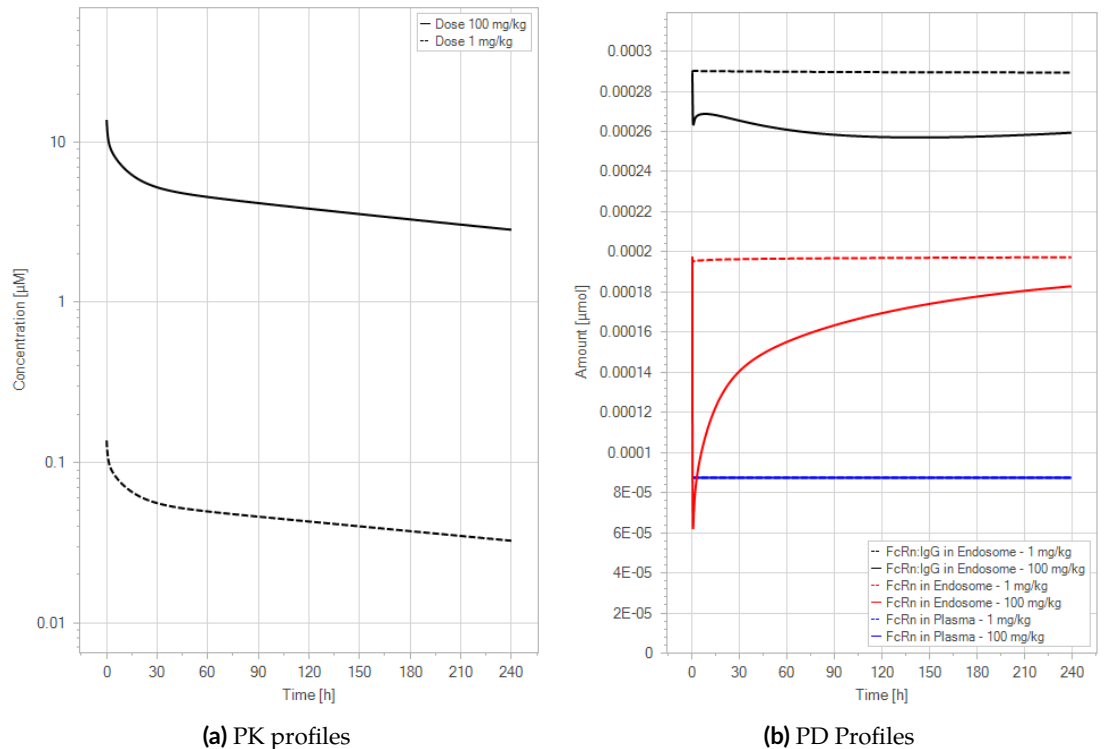 Dose 100 mg/kg
Dose 1 mg/kg
10
1
0.1
0.01
Concentration [µM]
0 30 60 90 120 150 180 210 240
Time [h]
(a) PK profiles
0.0003
0.00028
0.00026
0.00024
0.00022
0.0002
0.00018
0.00016
0.00014
0.00012
0.0001
8E-05
6E-05
4E-05
2E-05
0
Amount [µmol]
FcRn:IgG in Endosome - 1 mg/kg
FcRn:IgG in Endosome - 100 mg/kg
FcRn in Endosome - 1 mg/kg
FcRn in Endosome - 100 mg/kg
FcRn in Plasma - 1 mg/kg
FcRn in Plasma - 100 mg/kg
0 30 60 90 120 150 180 210 240
Time [h]
(b) PD Profiles